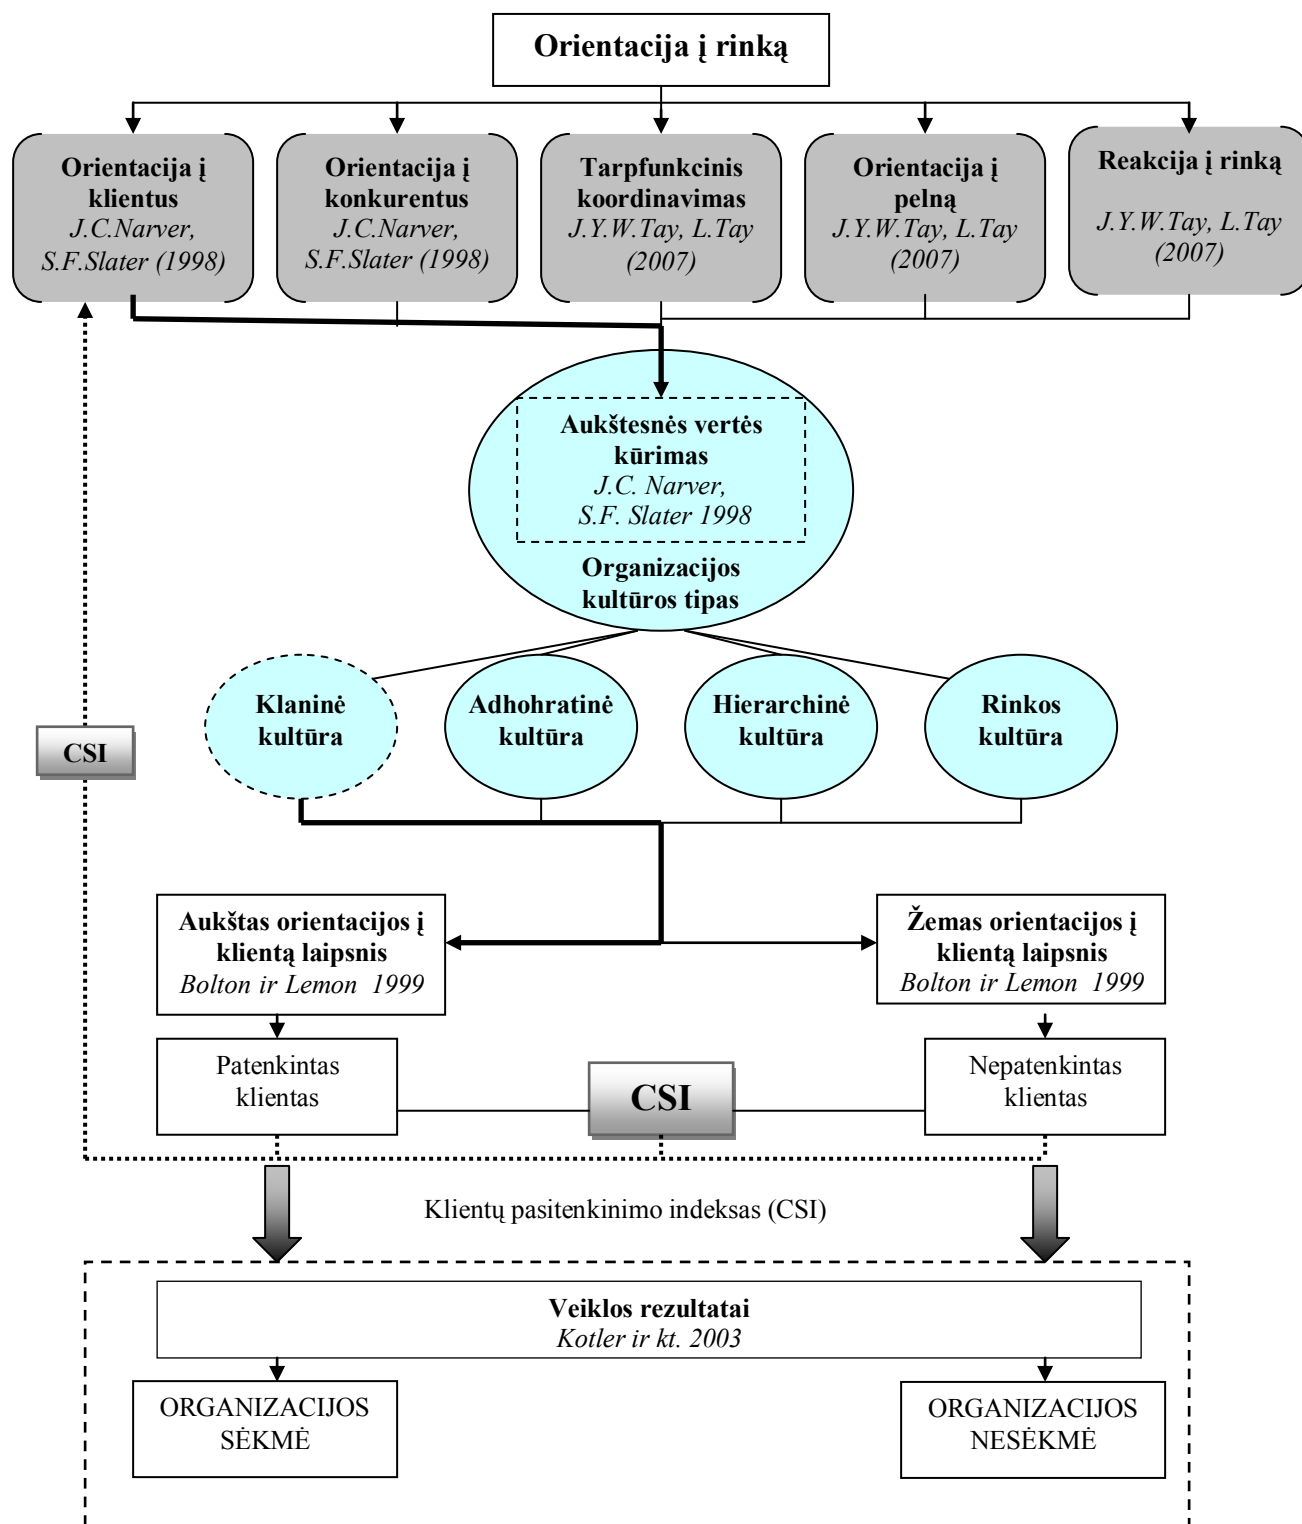 Orientacija į rinką
Orientacija į
klientus
J.C.Narver,
S.F.Slater (1998)
Orientacija į
konkurentus
J.C.Narver,
S.F.Slater (1998)
Tarpfunkcinis
koordinavimas
J.Y.W.Tay, L.Tay
(2007)
Orientacija į
pelną
J.Y.W.Tay, L.Tay
(2007)
Reakcija į rinką
J.Y.W.Tay, L.Tay
(2007)
Aukštesnės vertės
kūrimas
J.C. Narver,
S.F. Slater 1998
Organizacijos
kultūros tipas
Klaninė
kultūra
Adhohratinė
kultūra
Hierarchinė
kultūra
Rinkos
kultūra
CSI
Aukštas orientacijos į
klientą laipsnis
Bolton ir Lemon 1999
Žemas orientacijos į
klientą laipsnis
Bolton ir Lemon 1999
Patenkintas
klientas
CSI
Nepatenkintas
klientas
Klientų pasitenkinimo indeksas (CSI)
Veiklos rezultatai
Kotler ir kt. 2003
ORGANIZACIJOS
SĖKMĖ
ORGANIZACIJOS
NESĖKMĖ